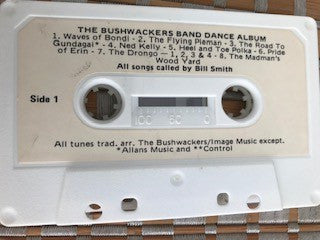 THE BUSHWACKERS BAND DANCE ALBUM
1. Waves of Bondi - 2. The Flying Pieman - 3. The Road To
Gundagai* - 4. Ned Kelly - 5. Heel and Toe Polka - 6. Pride
of Erin - 7. The Drongo — 1, 2, 3 & 4 - 8. The Madman's
Wood Yard
All songs called by Bill Smith
Side 1
100 50 0
All tunes trad. arr. The Bushwackers/Image Music except.
*Allans Music and **Control